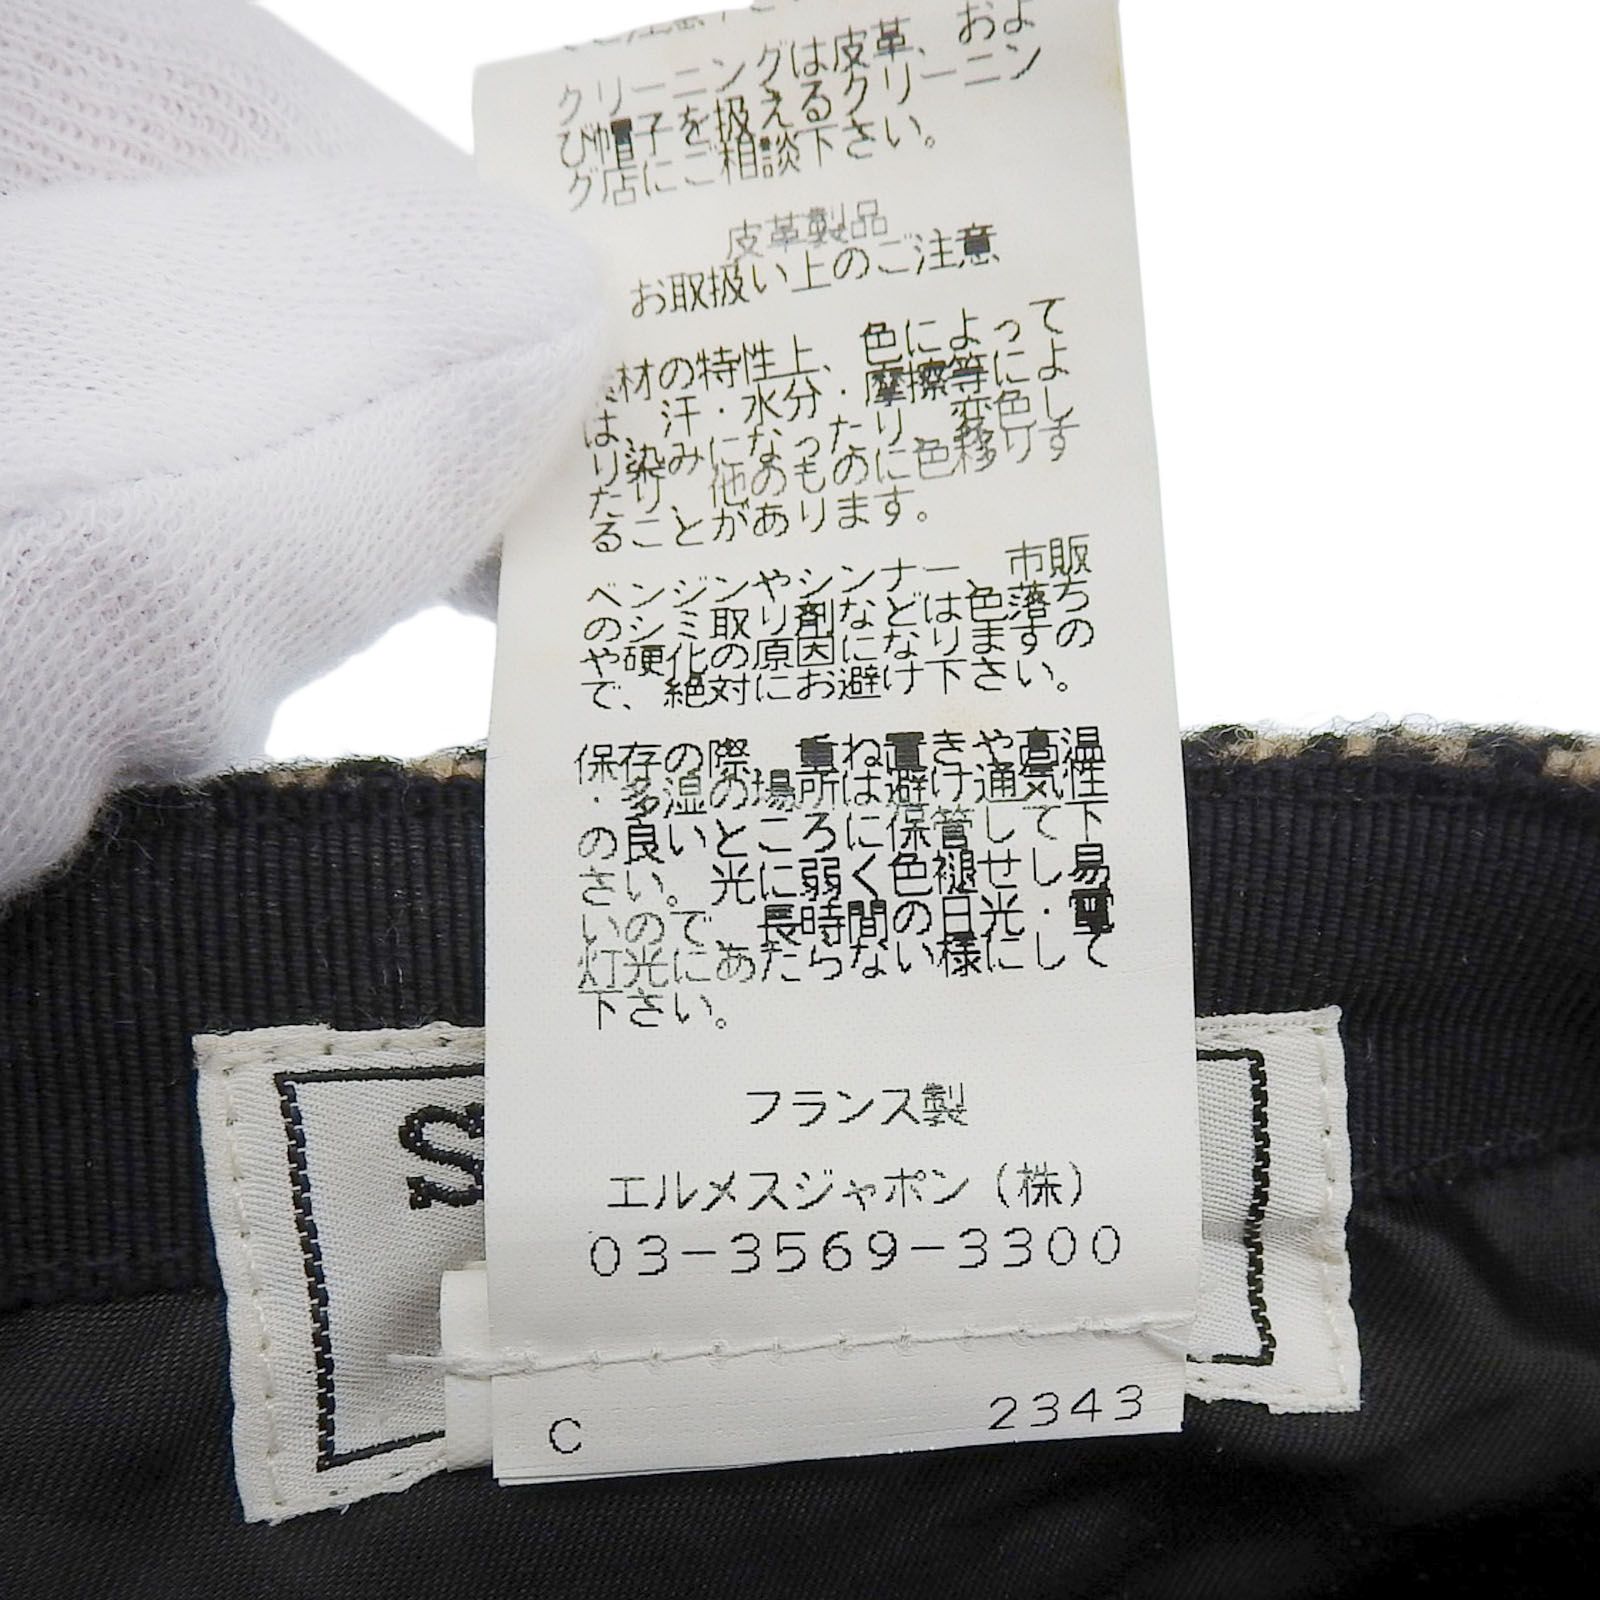 クリーニングは皮革、およ
び帽子を扱えるクリーニン
グ店にご相談下さい。
皮革製品
お取扱い上のご注意
材の特性上、色によって
は、汗・水分・摩擦等によ
り染みになったり、変色し
たり、他のものに色移りす
ることがあります。
ベンジンやシンナー、市販
のシミ取り剤などは色落ち
や硬化の原因になりますの
で、絶対にお避け下さい。
保存の際、重ね置きや高温
・多湿の場所は避け通気性
の良いところに保管して下
さい。光に弱く色褪せし易
いので、長時間の日光・電
灯光にあたらない様にして
下さい。
フランス製
エルメスジャポン(株)
03-3569-3300
S
C 2343